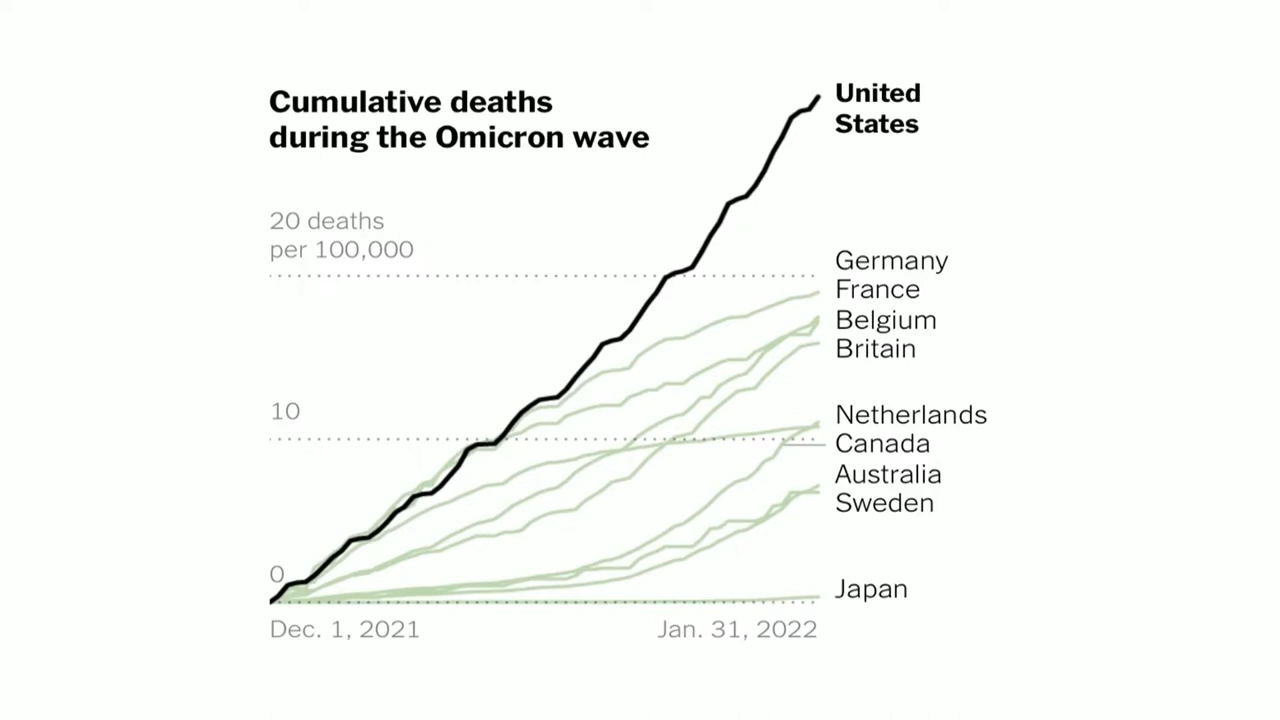 Cumulative deaths
during the Omicron wave
United
States
20 deaths
per 100,000
Germany
France
Belgium
Britain
10
Netherlands
Canada
Australia
Sweden
0
Japan
Dec. 1, 2021
Jan. 31, 2022